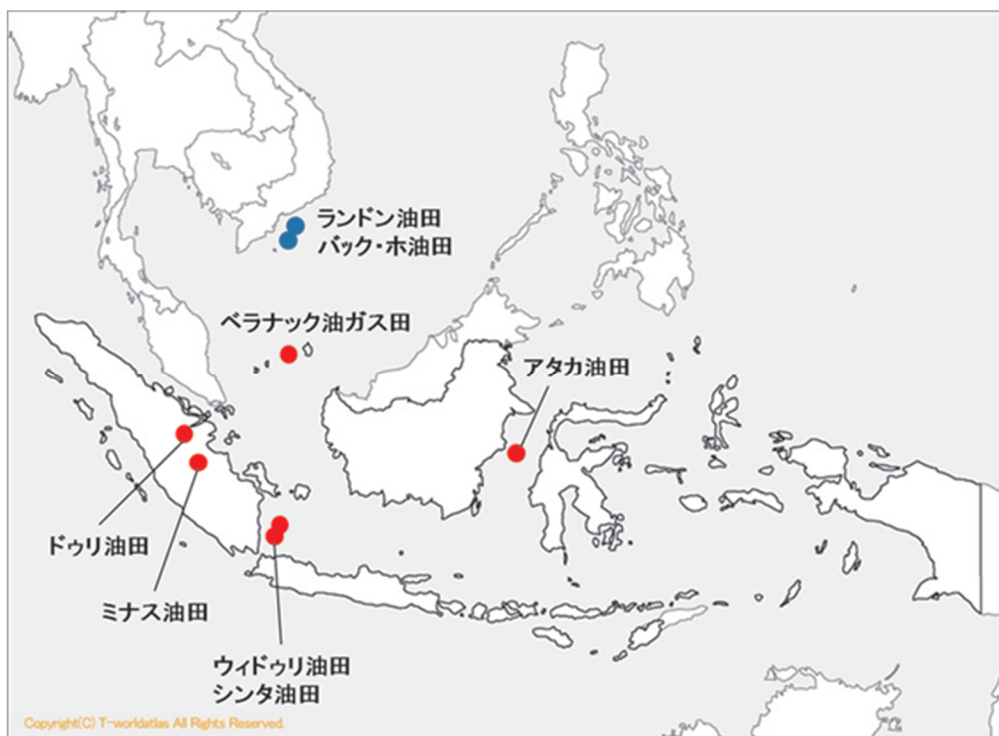 ランドン油田
バック・ホ油田
ベラナック油ガス田
アタカ油田
ドゥリ油田
ミナス油田
ウィドゥリ油田
シンタ油田
Copyright(C) T-worldatlas All Rights Reserved.